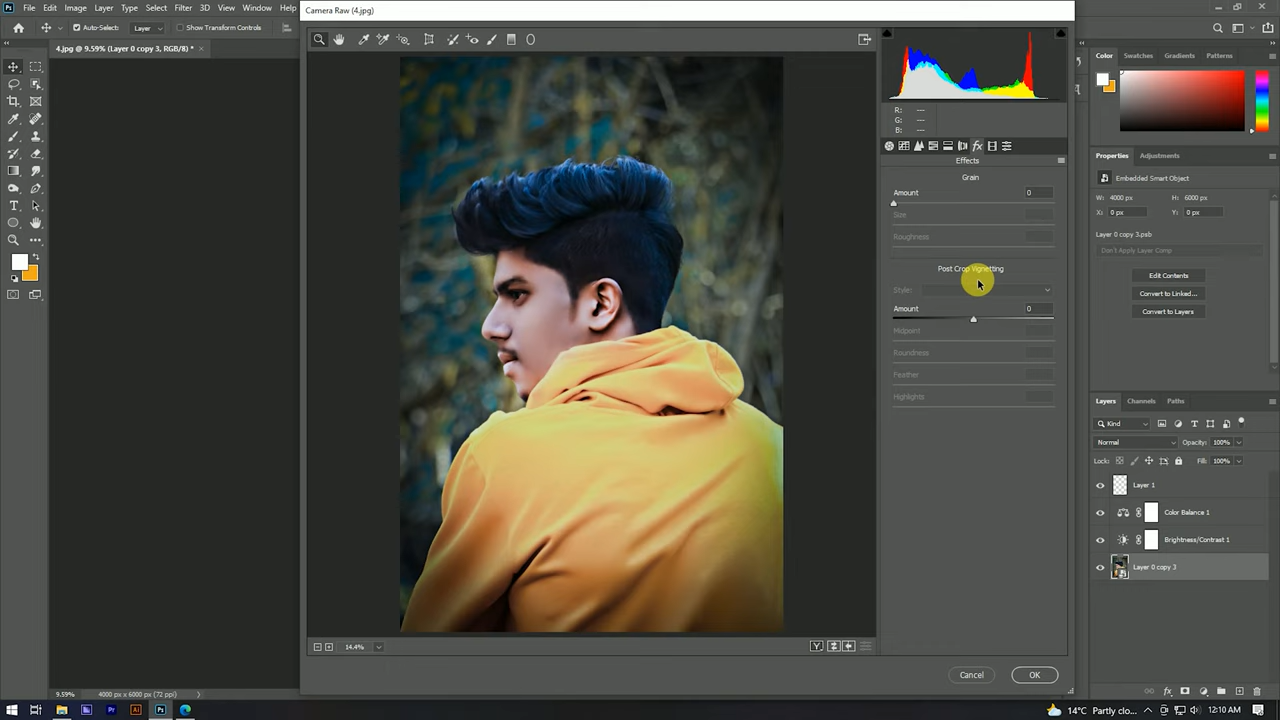 File Edit Image Layer Type Select Filter 3D View Window Help
Camera Raw (4.jpg)
Auto-Select: Layer Show Transform Controls
4.jpg @ 9.59% (Layer 0 copy 3, RGB/8) *
R: ---
G: ---
B: ---
Effects
Grain
Amount 0
Size
Roughness
Post Crop Vignetting
Style:
Amount 0
Midpoint
Roundness
Feather
Highlights
14.4%
Cancel OK
Color Swatches Gradients Patterns
Properties Adjustments
Embedded Smart Object
W: 4000 px H: 6000 px
X: 0 px Y: 0 px
Layer 0 copy 3.psb
Don't Apply Layer Comp
Edit Contents
Convert to Linked...
Convert to Layers
Layers Channels Paths
Kind
Normal Opacity: 100%
Lock: Fill: 100%
Layer 1
Color Balance 1
Brightness/Contrast 1
Layer 0 copy 3
9.59% 4000 px x 6000 px (72 ppi)
14°C Partly clo... 12:10 AM